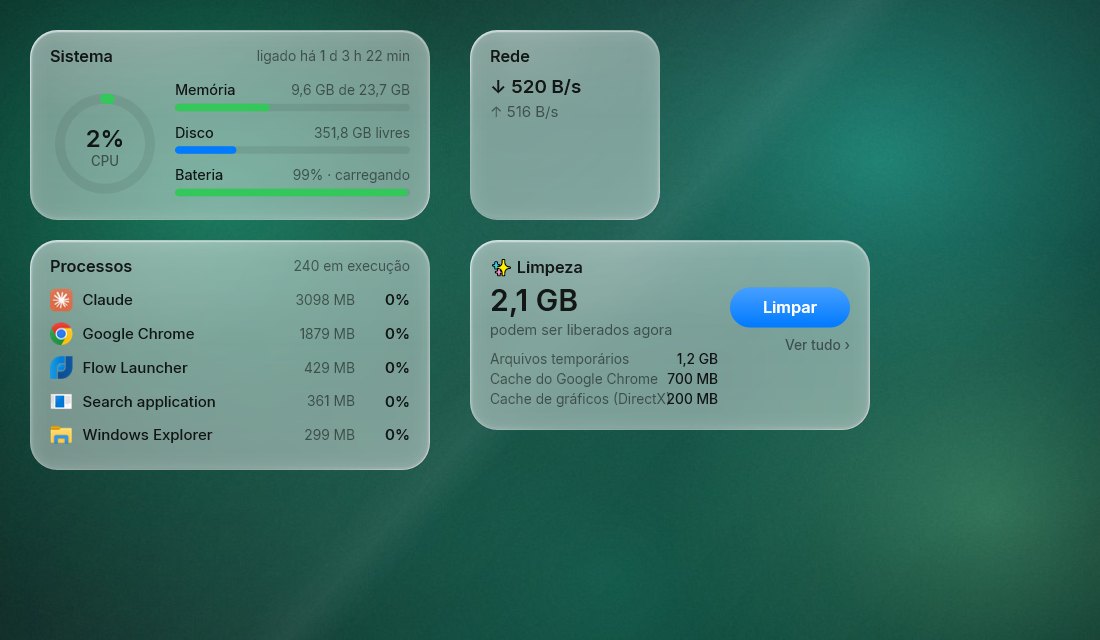 Sistema
ligado há 1 d 3 h 22 min
2%
CPU
Memória
9,6 GB de 23,7 GB
Disco
351,8 GB livres
Bateria
99% · carregando
Rede
↓ 520 B/s
↑ 516 B/s
Processos
240 em execução
Claude 3098 MB 0%
Google Chrome 1879 MB 0%
Flow Launcher 429 MB 0%
Search application 361 MB 0%
Windows Explorer 299 MB 0%
Limpeza
2,1 GB
podem ser liberados agora
Limpar
Ver tudo ›
Arquivos temporários 1,2 GB
Cache do Google Chrome 700 MB
Cache de gráficos (DirectX) 200 MB